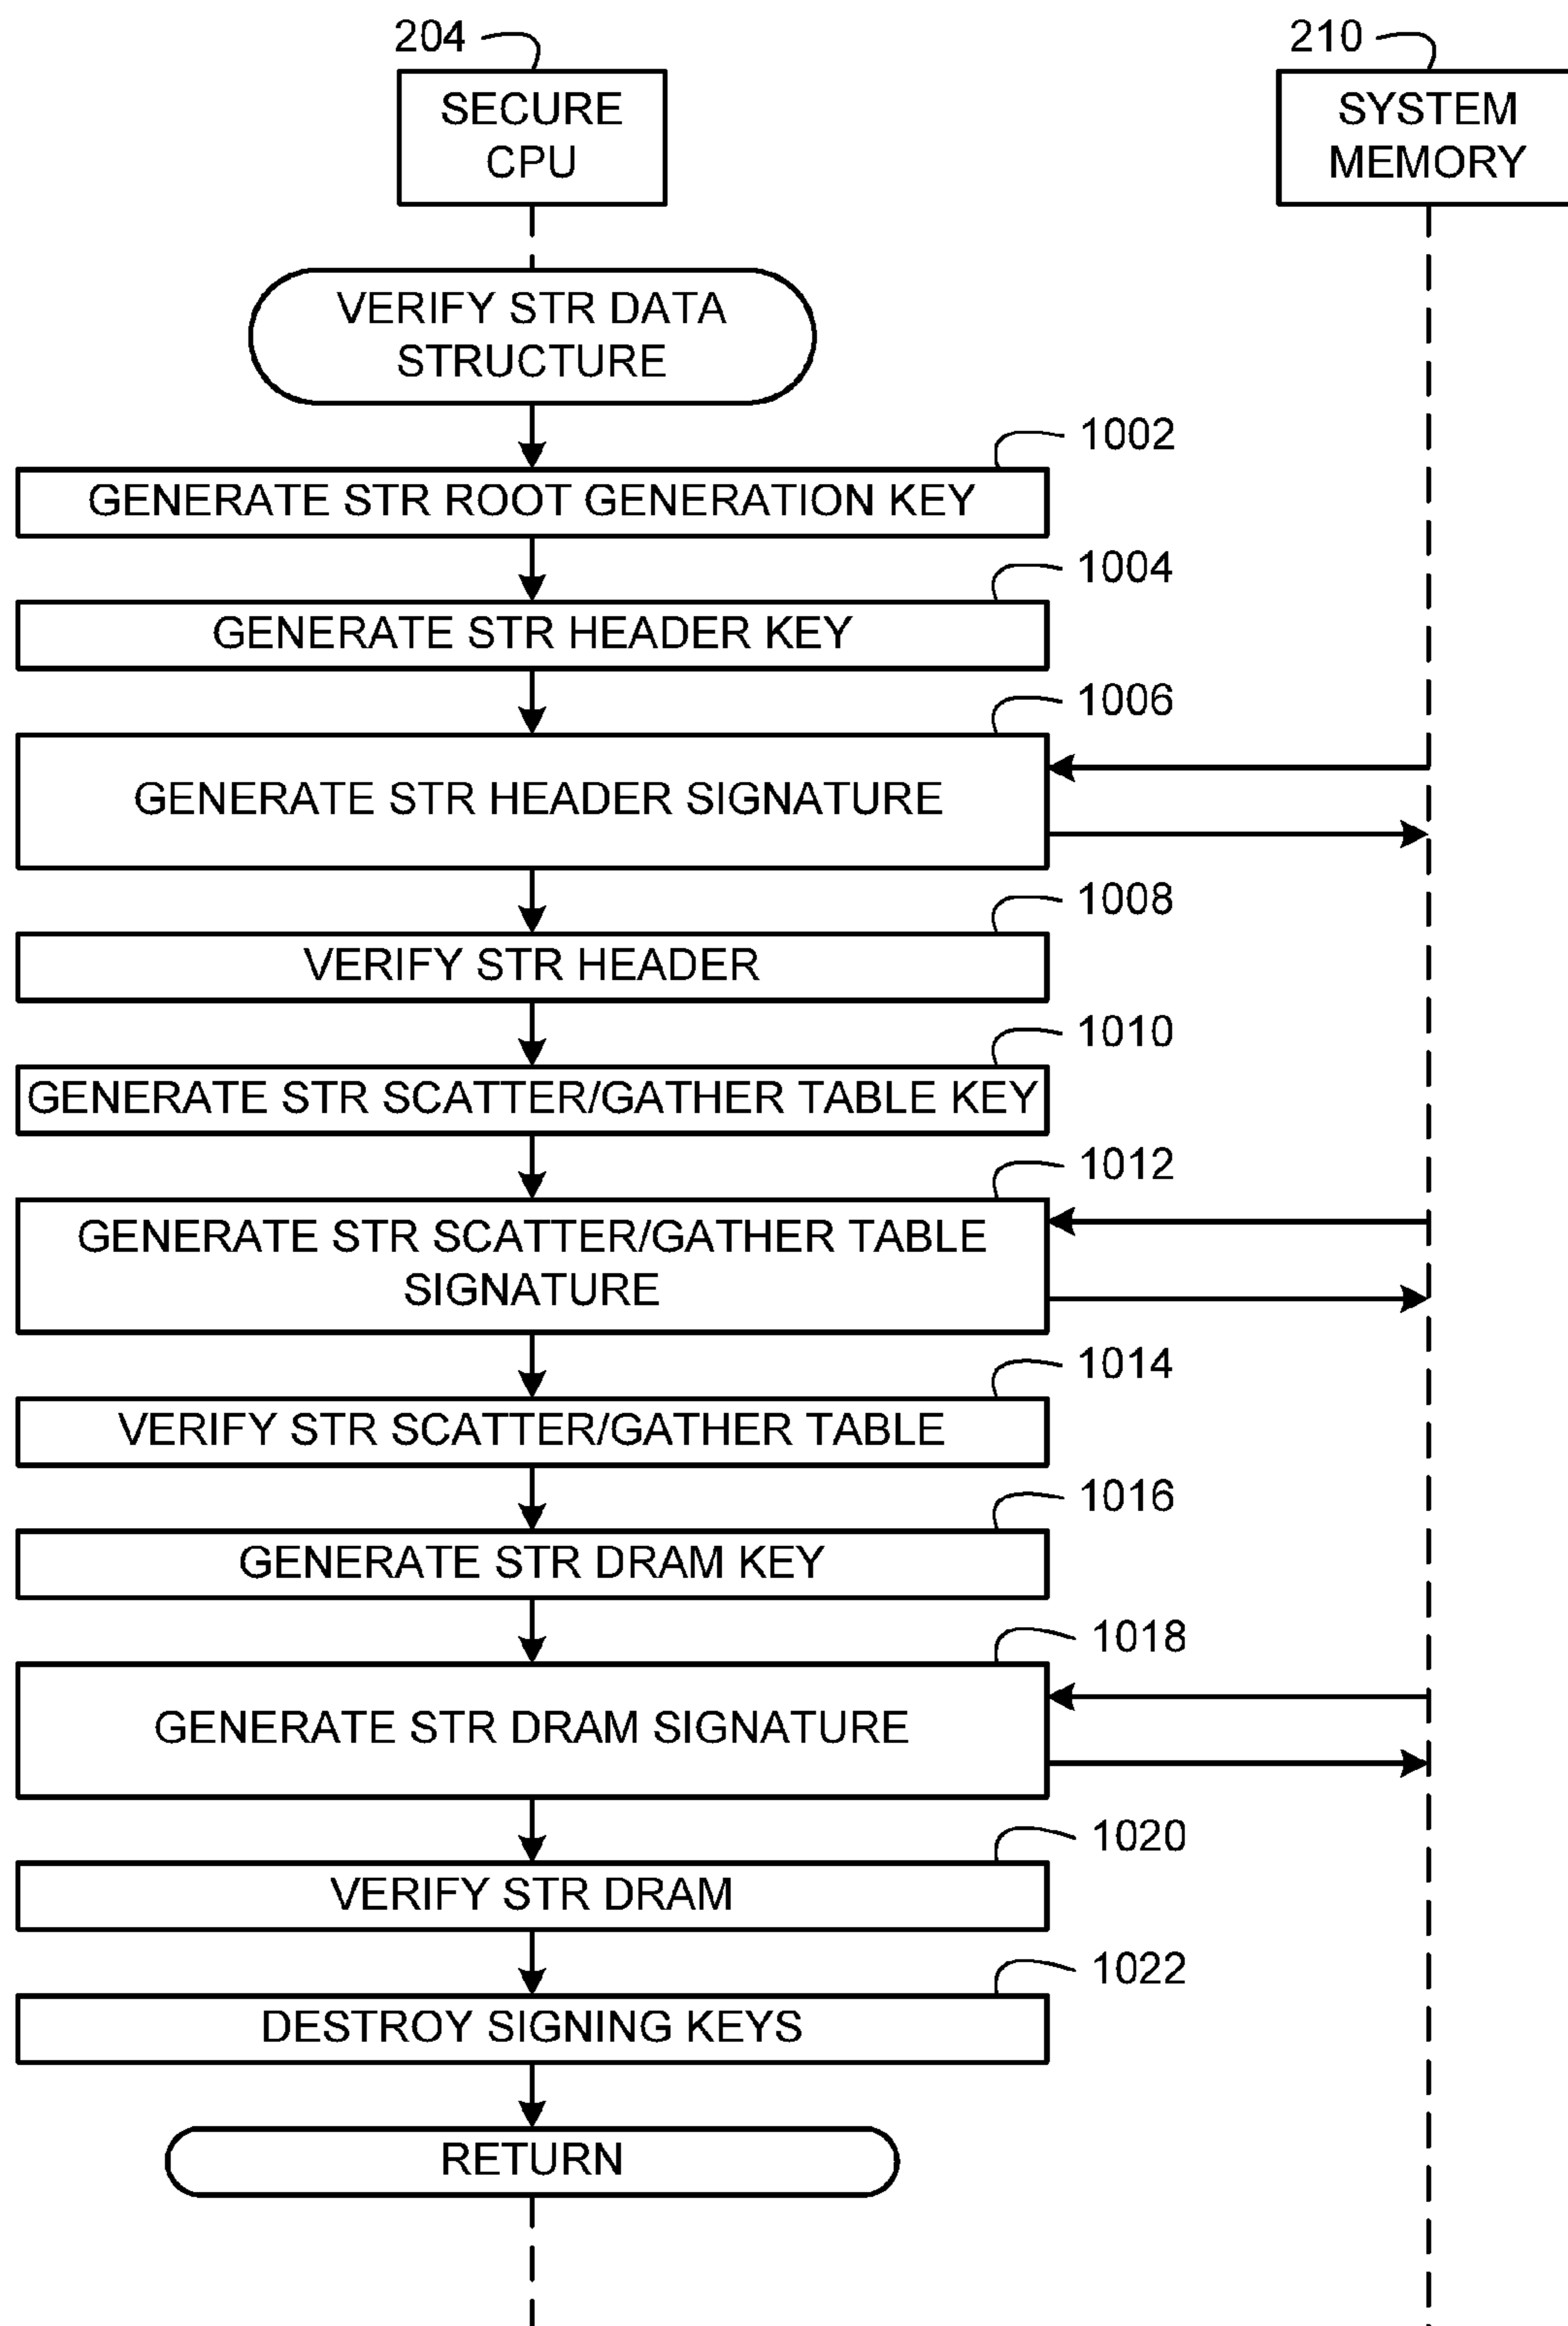 204
210
SECURE
CPU
SYSTEM
MEMORY
VERIFY STR DATA
STRUCTURE
1002
GENERATE STR ROOT GENERATION KEY
1004
GENERATE STR HEADER KEY
1006
GENERATE STR HEADER SIGNATURE
1008
VERIFY STR HEADER
1010
GENERATE STR SCATTER/GATHER TABLE KEY
1012
GENERATE STR SCATTER/GATHER TABLE
SIGNATURE
1014
VERIFY STR SCATTER/GATHER TABLE
1016
GENERATE STR DRAM KEY
1018
GENERATE STR DRAM SIGNATURE
1020
VERIFY STR DRAM
1022
DESTROY SIGNING KEYS
RETURN